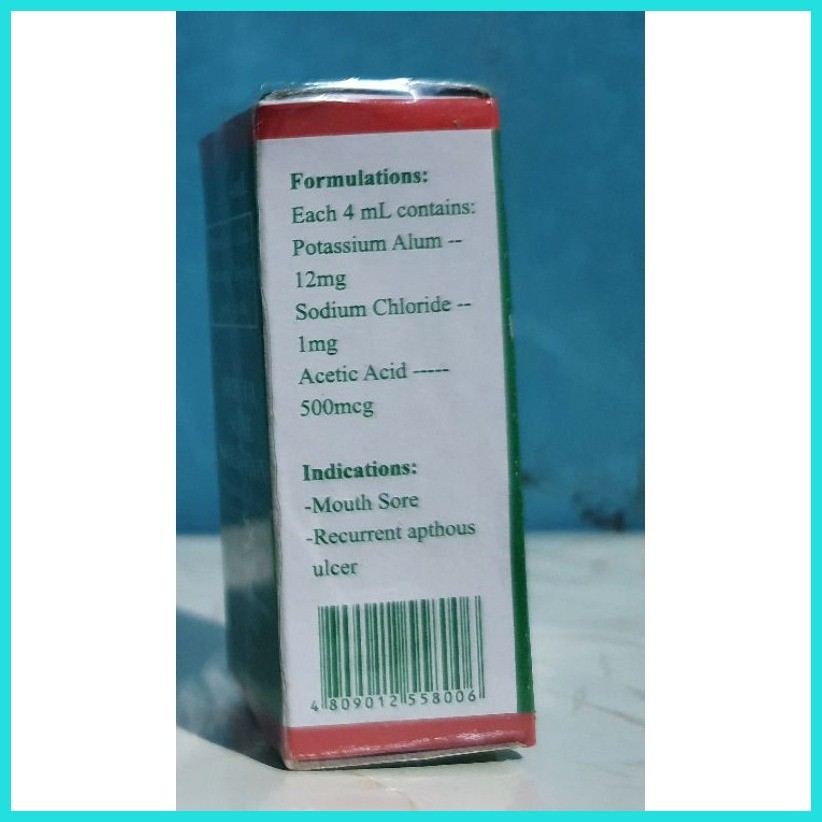 Formulations:
Each 4 mL contains:
Potassium Alum --
12mg
Sodium Chloride --
1mg
Acetic Acid -----
500mcg
Indications:
-Mouth Sore
-Recurrent apthous
ulcer
4 809012 558006